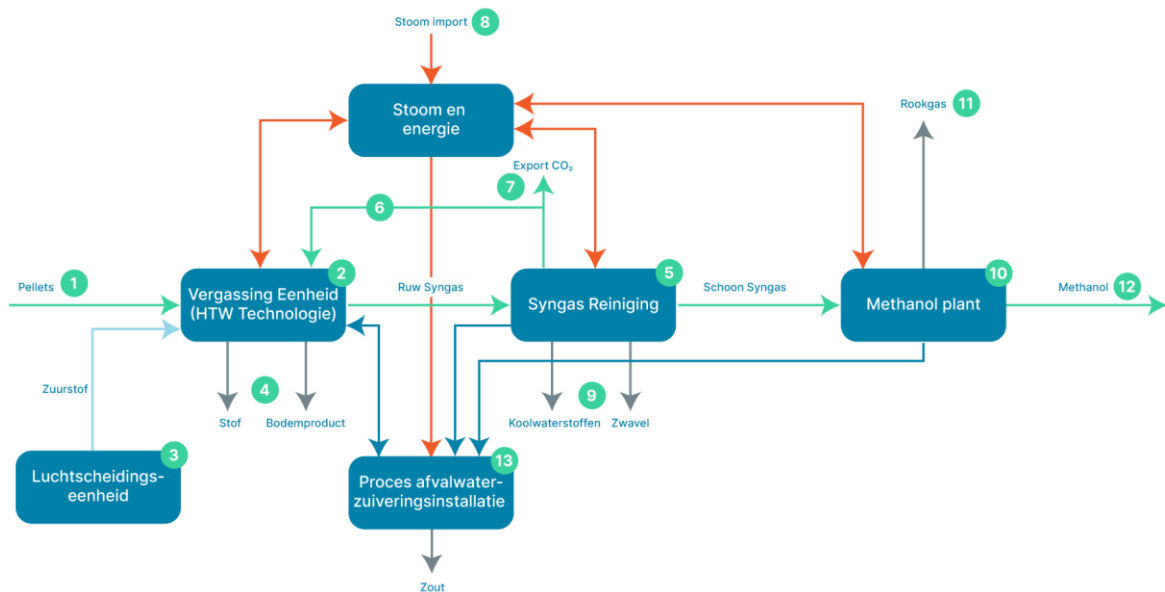 Stoom import
8
Stoom en
energie
Rookgas
11
Export CO₂
7
6
Pellets
1
2
Vergassing Eenheid
(HTW Technologie)
Ruw Syngas
5
Syngas Reiniging
Schoon Syngas
10
Methanol plant
Methanol
12
Zuurstof
4
Stof
Bodemproduct
9
Koolwaterstoffen
Zwavel
3
Luchtscheidings-
eenheid
13
Proces afvalwater-
zuiveringsinstallatie
Zout